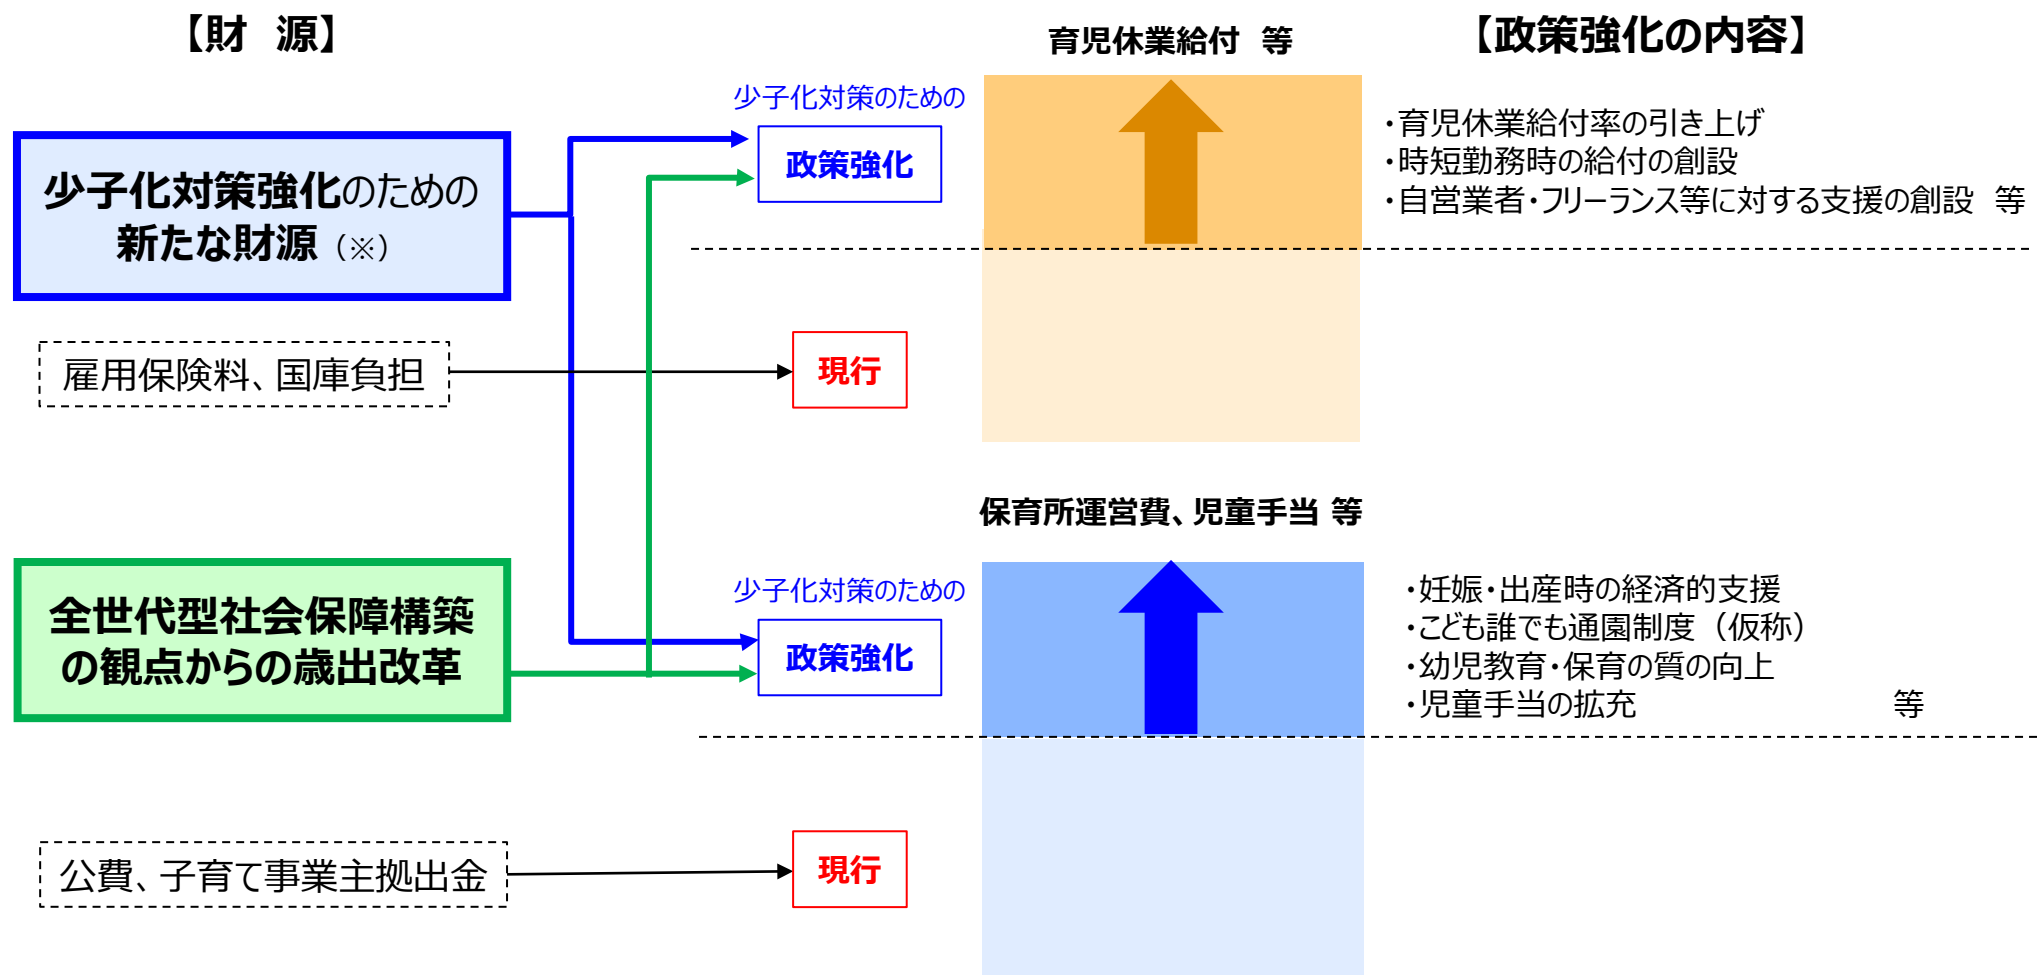 【財　源】
育児休業給付　等
【政策強化の内容】
少子化対策のための
政策強化
・育児休業給付率の引き上げ
・時短勤務時の給付の創設
・自営業者・フリーランス等に対する支援の創設　等
少子化対策強化のための
新たな財源（※）
雇用保険料、国庫負担
現行
保育所運営費、児童手当 等
全世代型社会保障構築
の観点からの歳出改革
少子化対策のための
政策強化
・妊娠・出産時の経済的支援
・こども誰でも通園制度（仮称）
・幼児教育・保育の質の向上
・児童手当の拡充　　　　　　　　等
公費、子育て事業主拠出金
現行